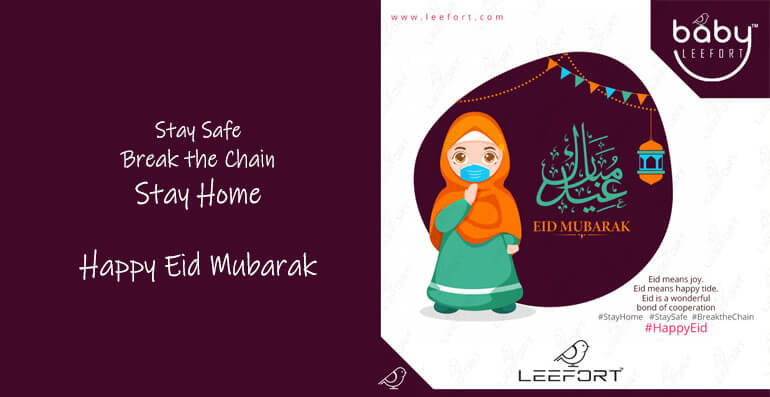 Stay Safe
Break the Chain
Stay Home
Happy Eid Mubarak
www.leefort.com
baby™
LEEFORT
عيد مبارك
EID MUBARAK
Eid means joy.
Eid means happy tide.
Eid is a wonderful
bond of cooperation
#StayHome #StaySafe #BreaktheChain
#HappyEid
LEEFORT